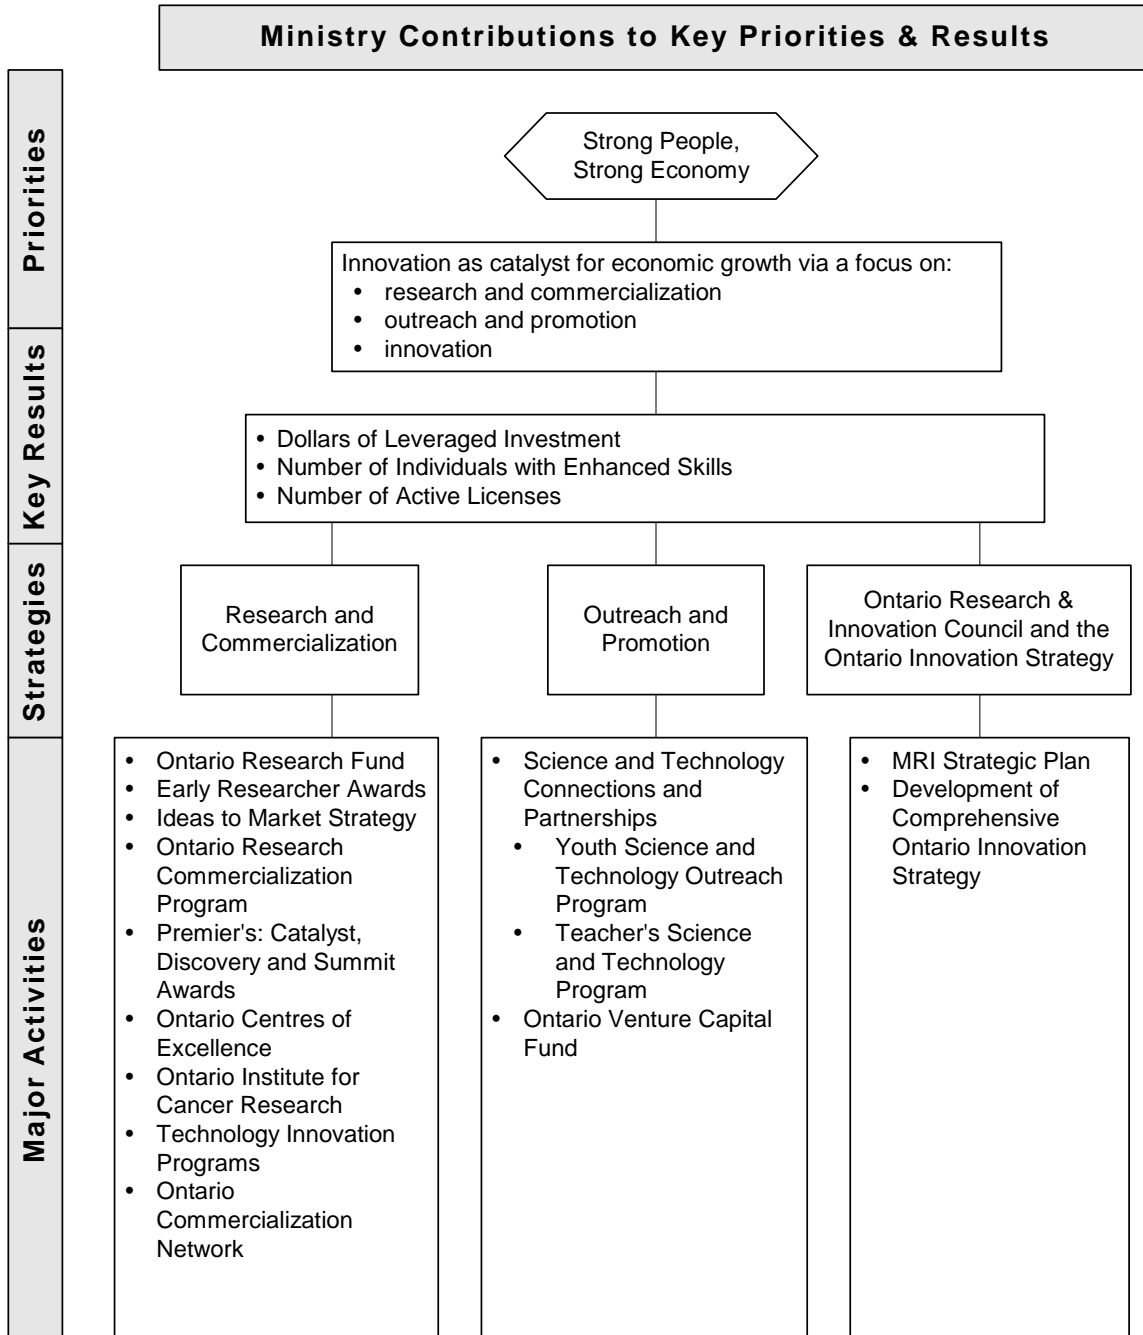 Ministry Contributions to Key Priorities & Results
Priorities
Strong People,
Strong Economy
Innovation as catalyst for economic growth via a focus on:
• research and commercialization
• outreach and promotion
• innovation
Key Results
• Dollars of Leveraged Investment
• Number of Individuals with Enhanced Skills
• Number of Active Licenses
Strategies
Research and
Commercialization
Outreach and
Promotion
Ontario Research &
Innovation Council and the
Ontario Innovation Strategy
Major Activities
• Ontario Research Fund
• Early Researcher Awards
• Ideas to Market Strategy
• Ontario Research
Commercialization
Program
• Premier's: Catalyst,
Discovery and Summit
Awards
• Ontario Centres of
Excellence
• Ontario Institute for
Cancer Research
• Technology Innovation
Programs
• Ontario
Commercialization
Network
• Science and Technology
Connections and
Partnerships
• Youth Science and
Technology Outreach
Program
• Teacher's Science
and Technology
Program
• Ontario Venture Capital
Fund
• MRI Strategic Plan
• Development of
Comprehensive
Ontario Innovation
Strategy